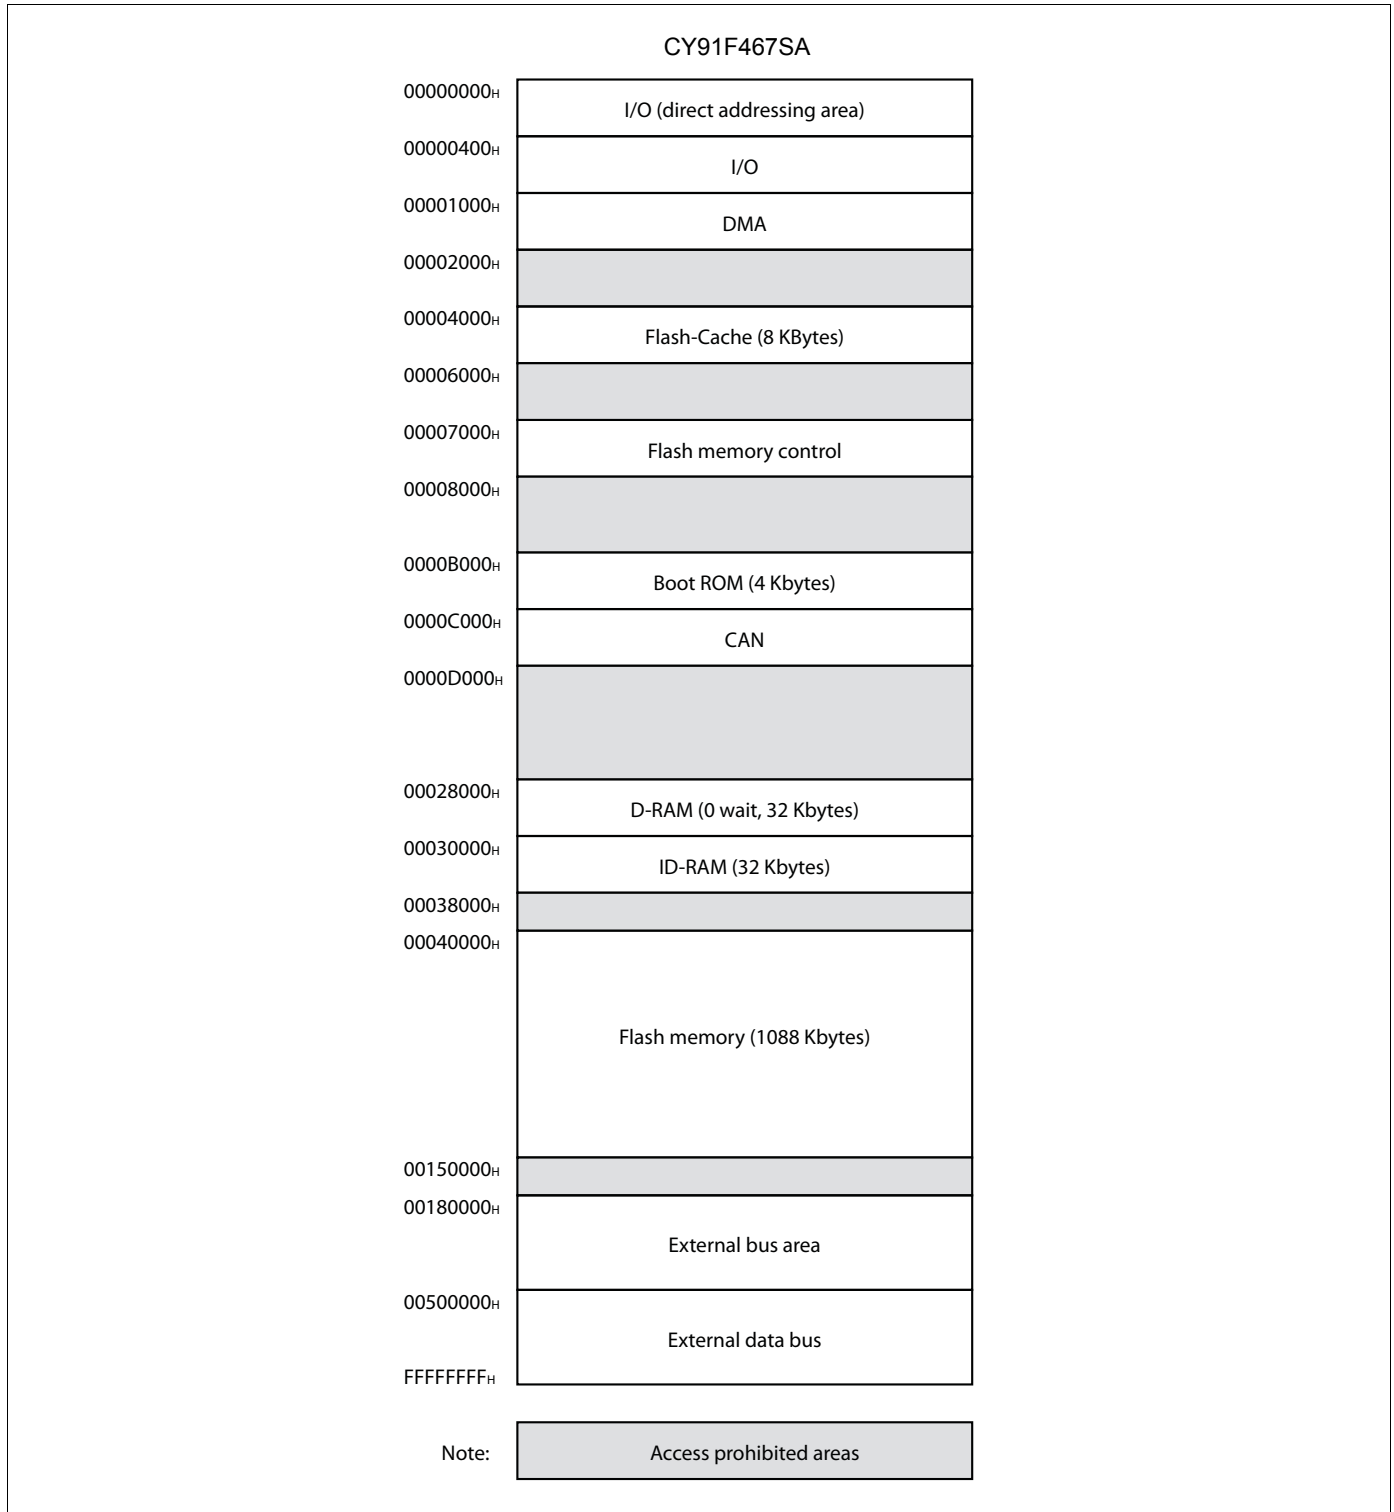 CY91F467SA
00000000H
I/O (direct addressing area)
00000400H
I/O
00001000H
DMA
00002000H
00004000H
Flash-Cache (8 KBytes)
00006000H
00007000H
Flash memory control
00008000H
0000B000H
Boot ROM (4 Kbytes)
0000C000H
CAN
0000D000H
00028000H
D-RAM (0 wait, 32 Kbytes)
00030000H
ID-RAM (32 Kbytes)
00038000H
00040000H
Flash memory (1088 Kbytes)
00150000H
00180000H
External bus area
00500000H
External data bus
FFFFFFFFH
Note: Access prohibited areas